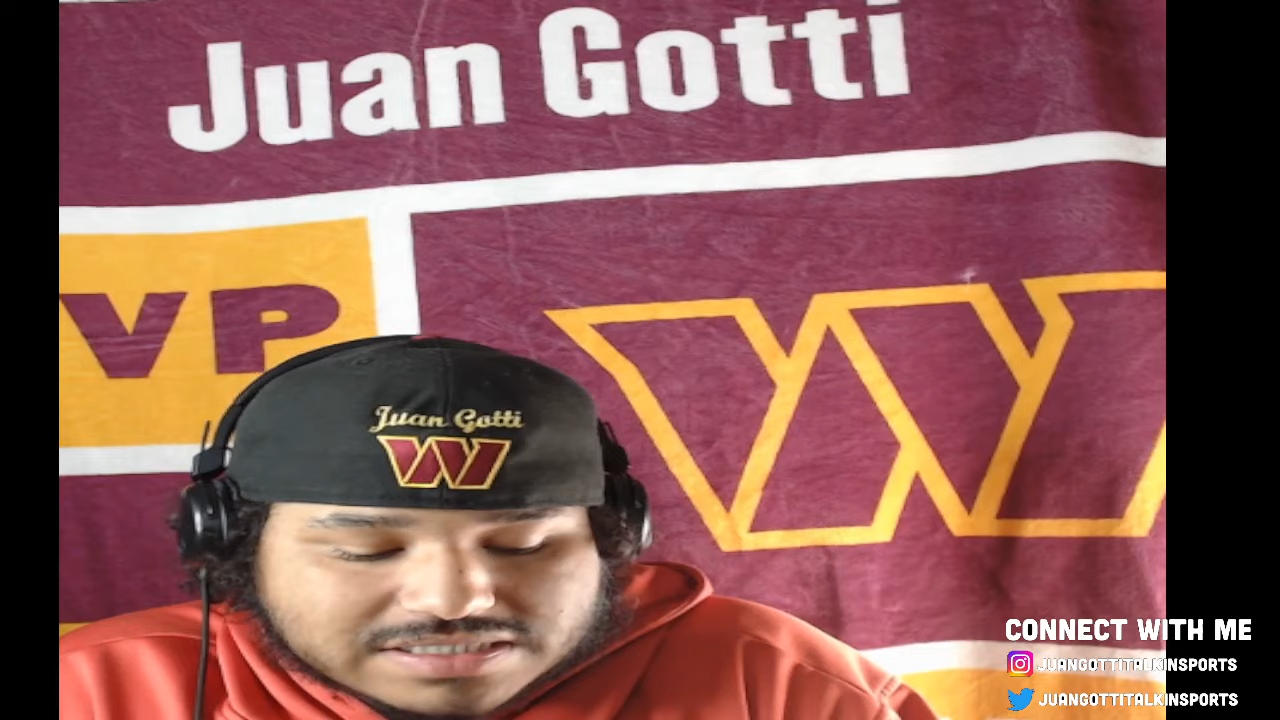 Juan Gotti
VP
W
Juan Gotti
W
CONNECT WITH ME
JUANGOTTITALKINSPORTS
JUANGOTTITALKINSPORTS